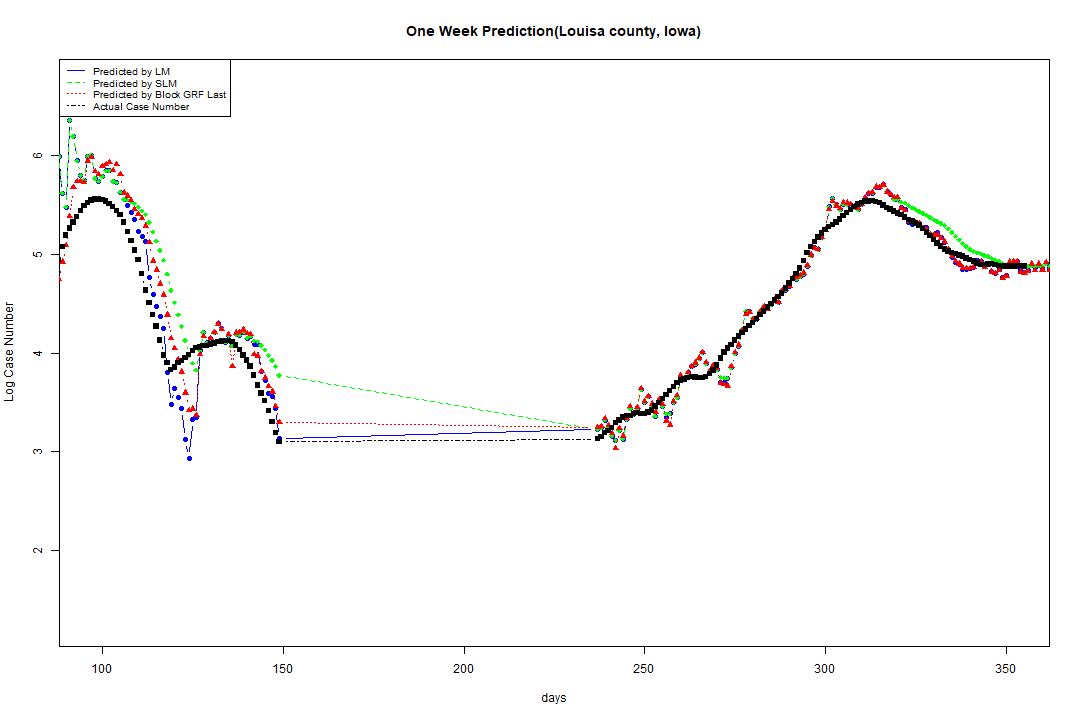 One Week Prediction(Louisa county, Iowa)
Predicted by LM
Predicted by SLM
Predicted by Block GRF Last
Actual Case Number
6
5
4
3
2
Log Case Number
100 150 200 250 300 350
days